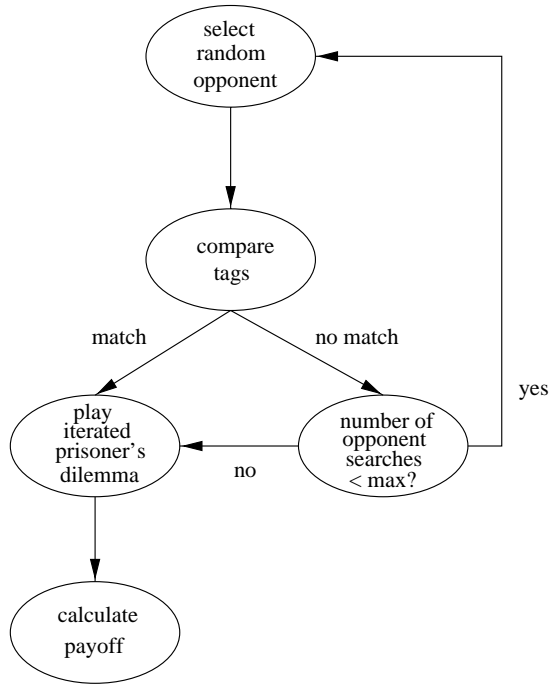 select
random
opponent
compare
tags
match
no match
yes
play
iterated
prisoner's
dilemma
number of
opponent
searches
< max?
no
calculate
payoff